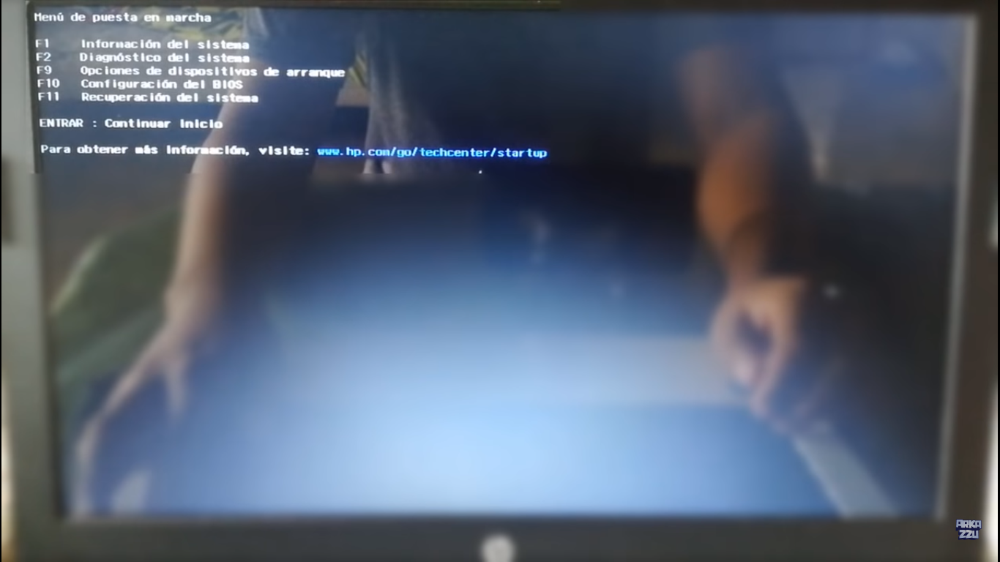 Menú de puesta en marcha
F1 Información del sistema
F2 Diagnóstico del sistema
F9 Opciones de dispositivos de arranque
F10 Configuración del BIOS
F11 Recuperación del sistema
ENTRAR : Continuar inicio
Para obtener más información, visite: www.hp.com/go/techcenter/startup
ARKA
ZZU